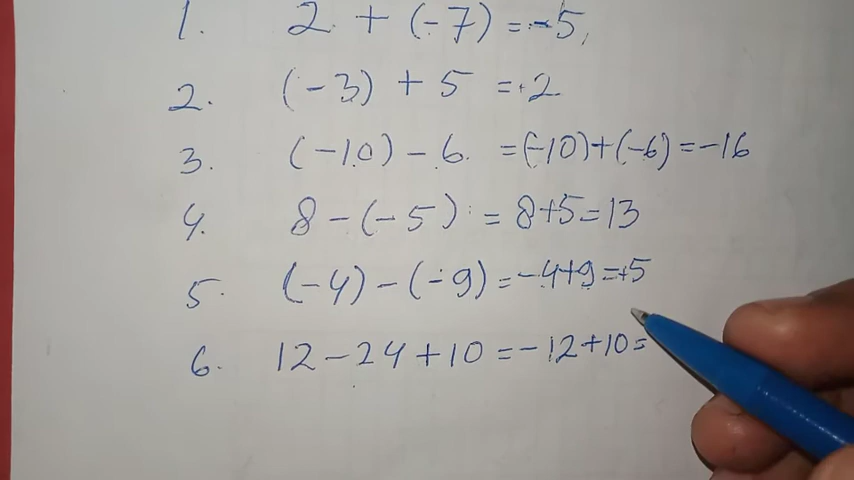 1. 2 + (-7) = -5,
2. (-3) + 5 = +2
3. (-10) - 6 = (-10)+(-6) = -16
4. 8 - (-5) = 8+5=13
5. (-4) - (-9) = -4+9=+5
6. 12 - 24 + 10 = -12+10=